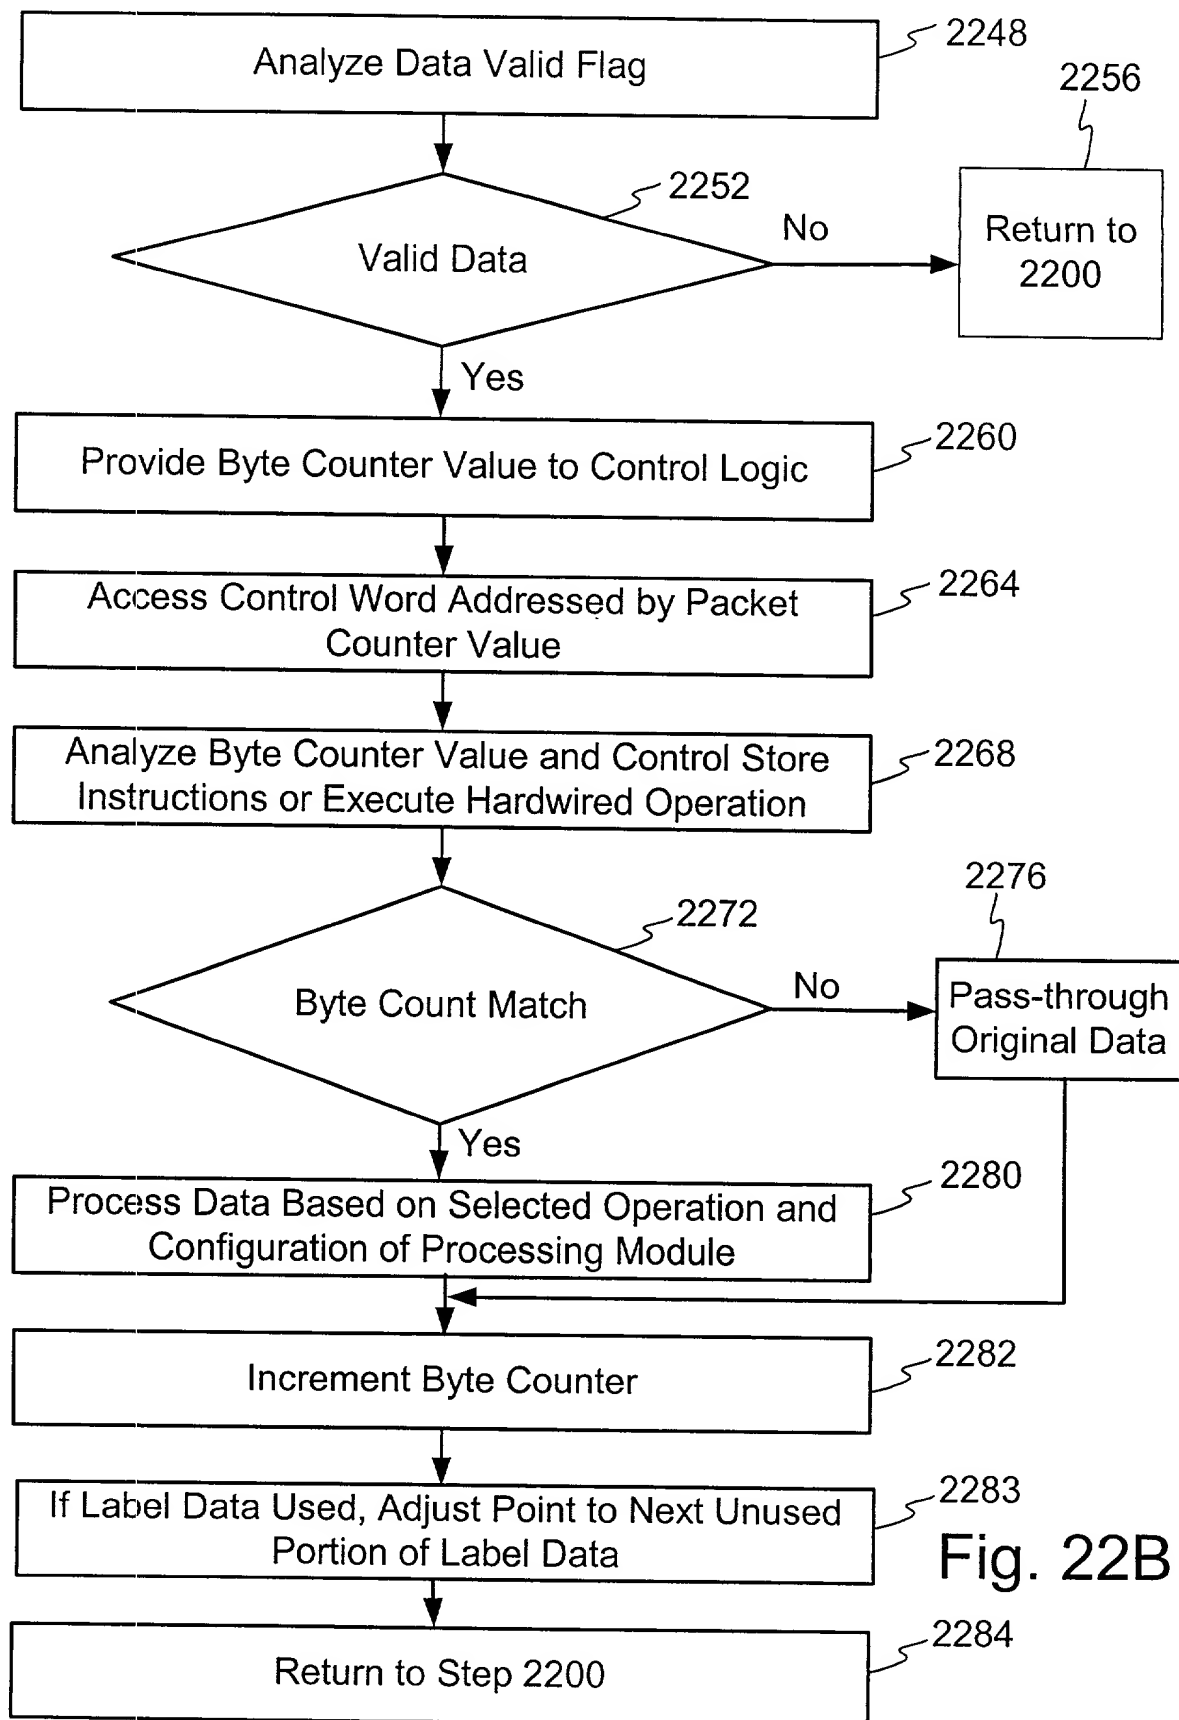 2248
Analyze Data Valid Flag
2256
2252
No
Valid Data
Return to
2200
Yes
2260
Provide Byte Counter Value to Control Logic
2264
Access Control Word Addressed by Packet
Counter Value
2268
Analyze Byte Counter Value and Control Store
Instructions or Execute Hardwired Operation
2276
2272
No
Byte Count Match
Pass-through
Original Data
Yes
2280
Process Data Based on Selected Operation and
Configuration of Processing Module
2282
Increment Byte Counter
2283
If Label Data Used, Adjust Point to Next Unused
Portion of Label Data
Fig. 22B
2284
Return to Step 2200